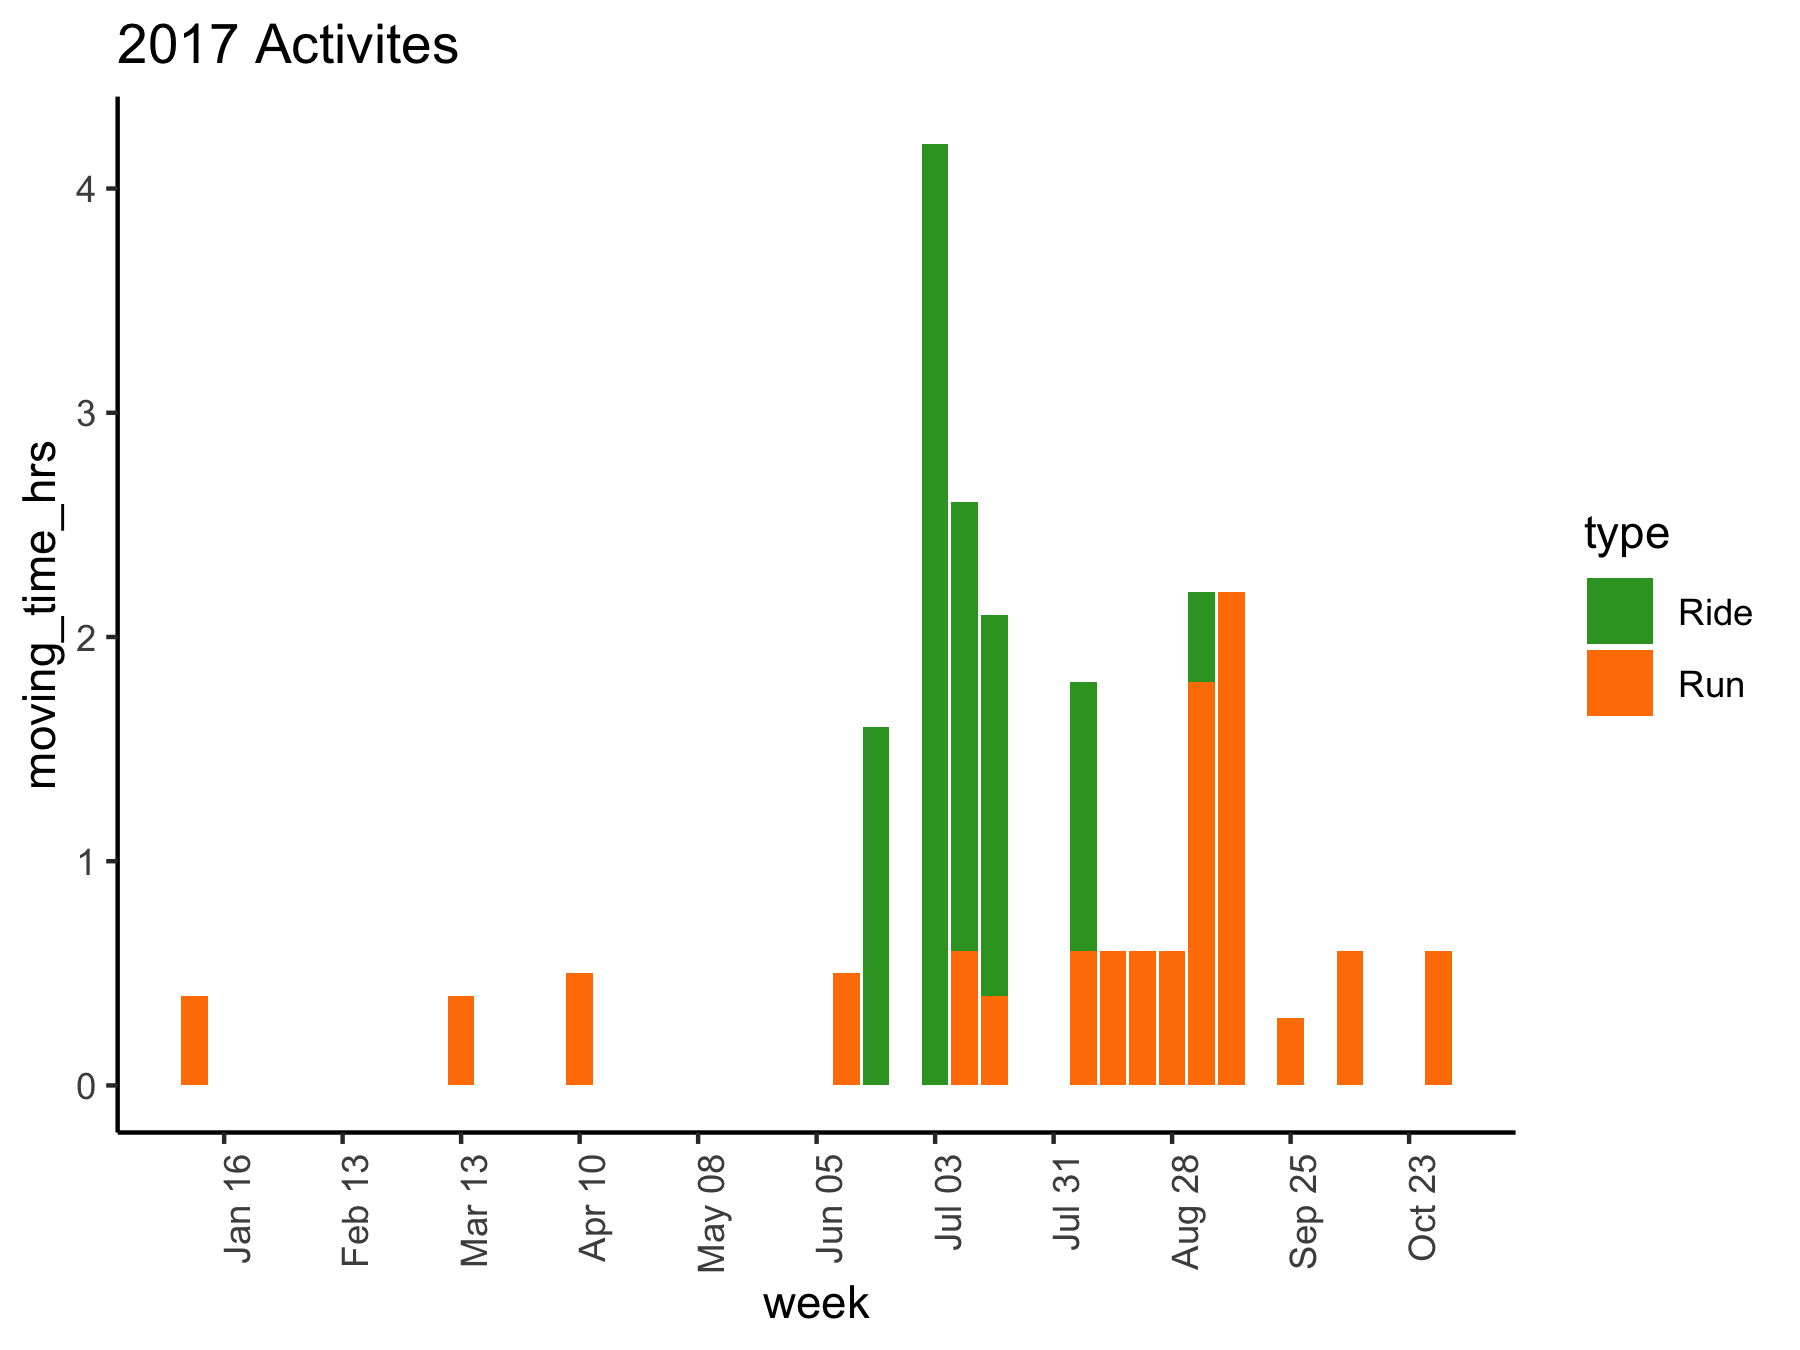 2017 Activites
moving_time_hrs
4
3
2
1
0
Jan 16
Feb 13
Mar 13
Apr 10
May 08
Jun 05
Jul 03
Jul 31
Aug 28
Sep 25
Oct 23
week
type
Ride
Run